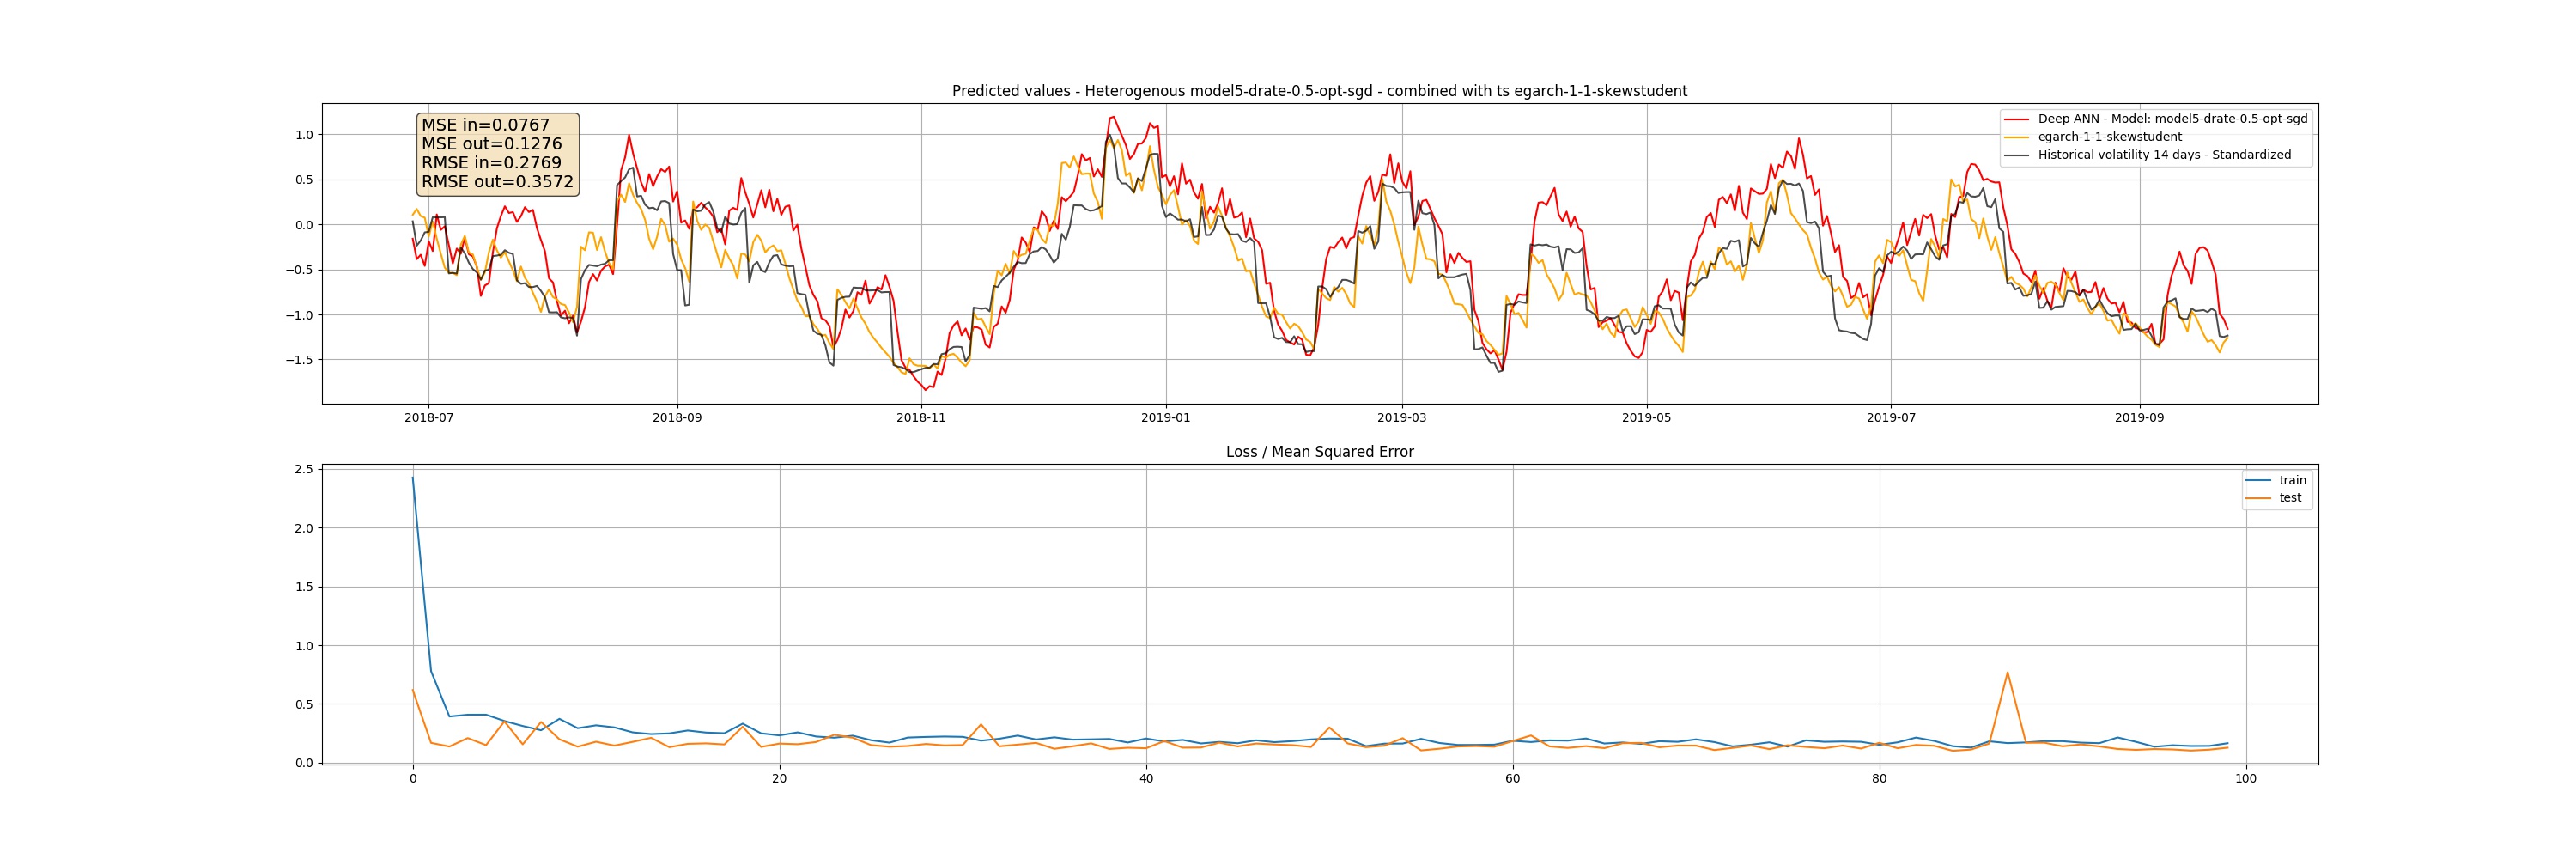 Predicted values - Heterogenous model5-drate-0.5-opt-sgd - combined with ts egarch-1-1-skewstudent
MSE in=0.0767
MSE out=0.1276
RMSE in=0.2769
RMSE out=0.3572
Deep ANN - Model: model5-drate-0.5-opt-sgd
egarch-1-1-skewstudent
Historical volatility 14 days - Standardized
1.0
0.5
0.0
−0.5
−1.0
−1.5
2018-07 2018-09 2018-11 2019-01 2019-03 2019-05 2019-07 2019-09
Loss / Mean Squared Error
train
test
2.5
2.0
1.5
1.0
0.5
0.0
0 20 40 60 80 100